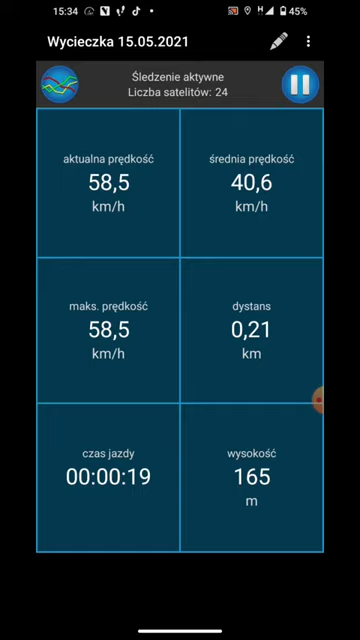 15:34 45%
Wycieczka 15.05.2021
Śledzenie aktywne
Liczba satelitów: 24
aktualna prędkość
58,5
km/h
średnia prędkość
40,6
km/h
maks. prędkość
58,5
km/h
dystans
0,21
km
czas jazdy
00:00:19
wysokość
165
m